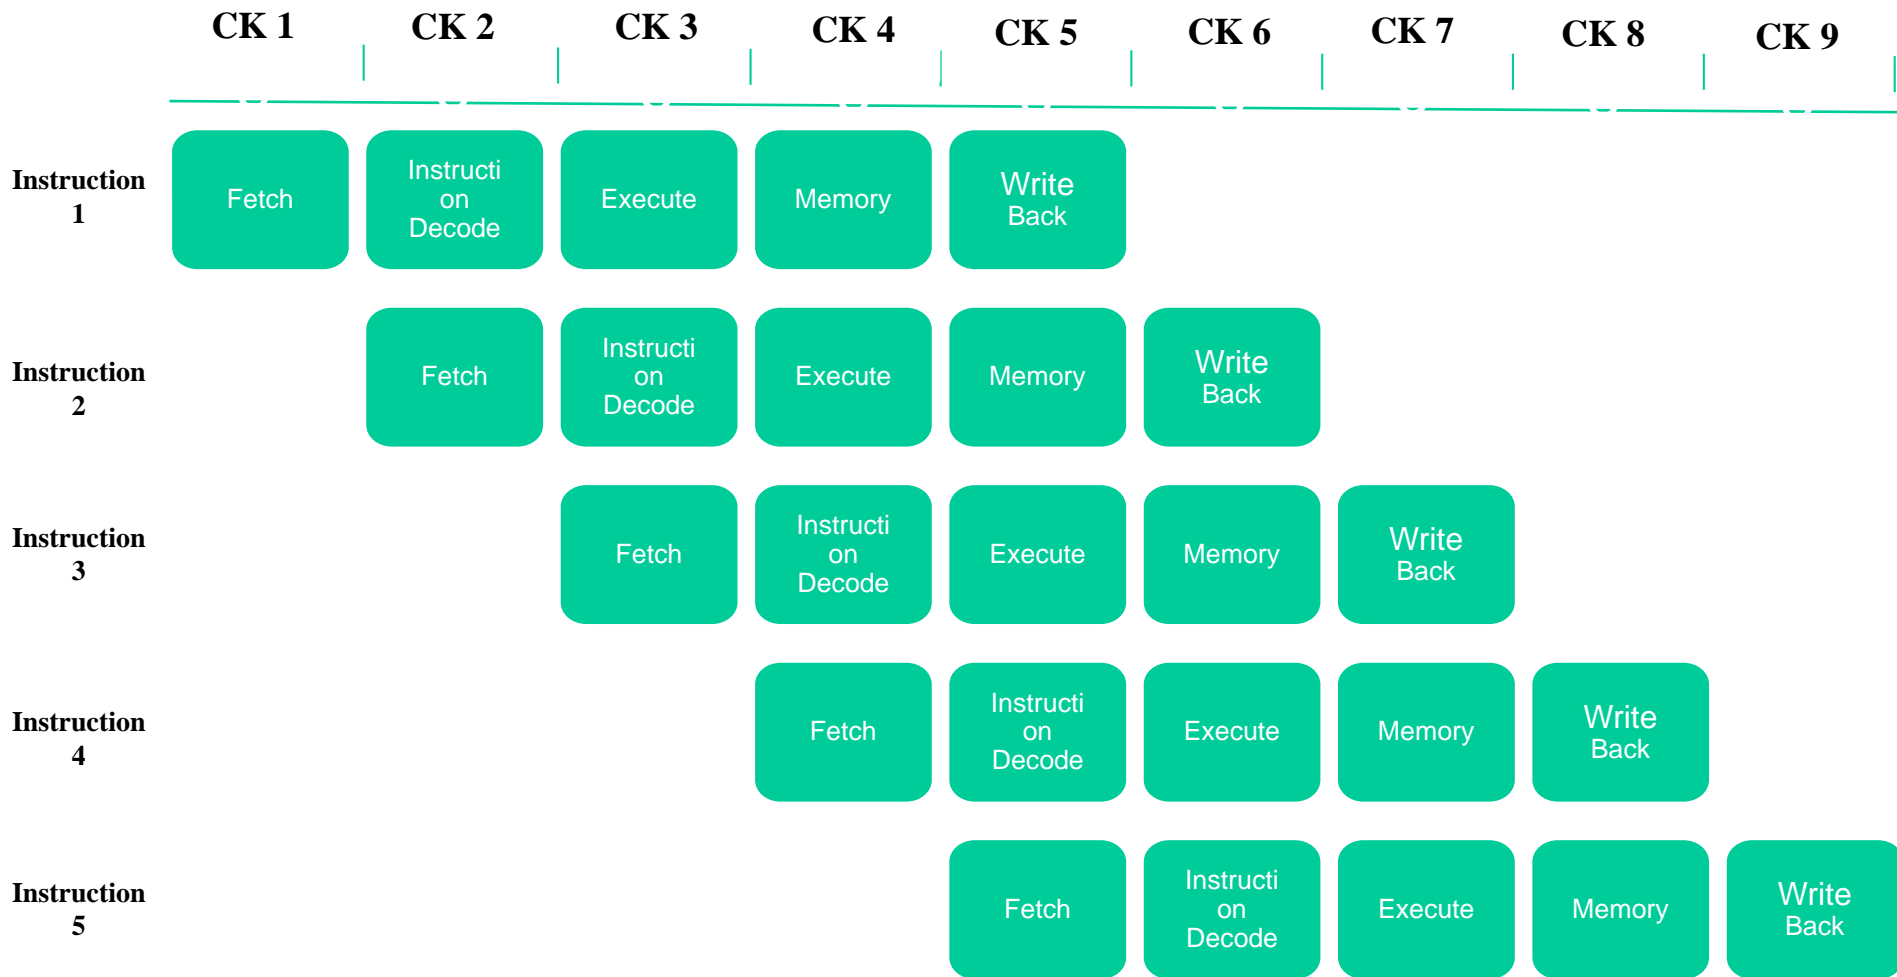 CK 1 CK 2 CK 3 CK 4 CK 5 CK 6 CK 7 CK 8 CK 9
Instruction
1
Fetch
Instructi
on
Decode
Execute
Memory
Write
Back
Instruction
2
Fetch
Instructi
on
Decode
Execute
Memory
Write
Back
Instruction
3
Fetch
Instructi
on
Decode
Execute
Memory
Write
Back
Instruction
4
Fetch
Instructi
on
Decode
Execute
Memory
Write
Back
Instruction
5
Fetch
Instructi
on
Decode
Execute
Memory
Write
Back